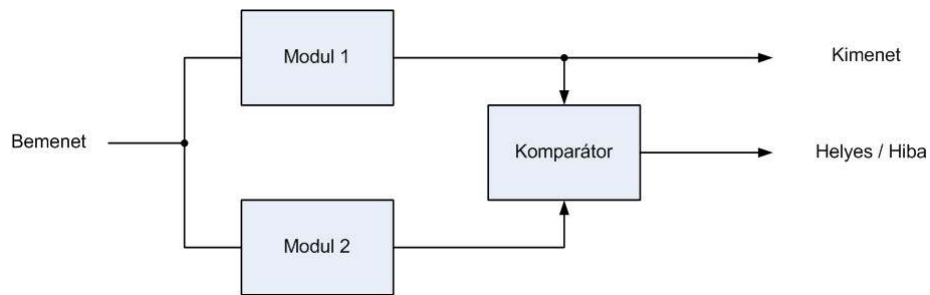 Modul 1
Kimenet
Bemenet
Komparátor
Helyes / Hiba
Modul 2